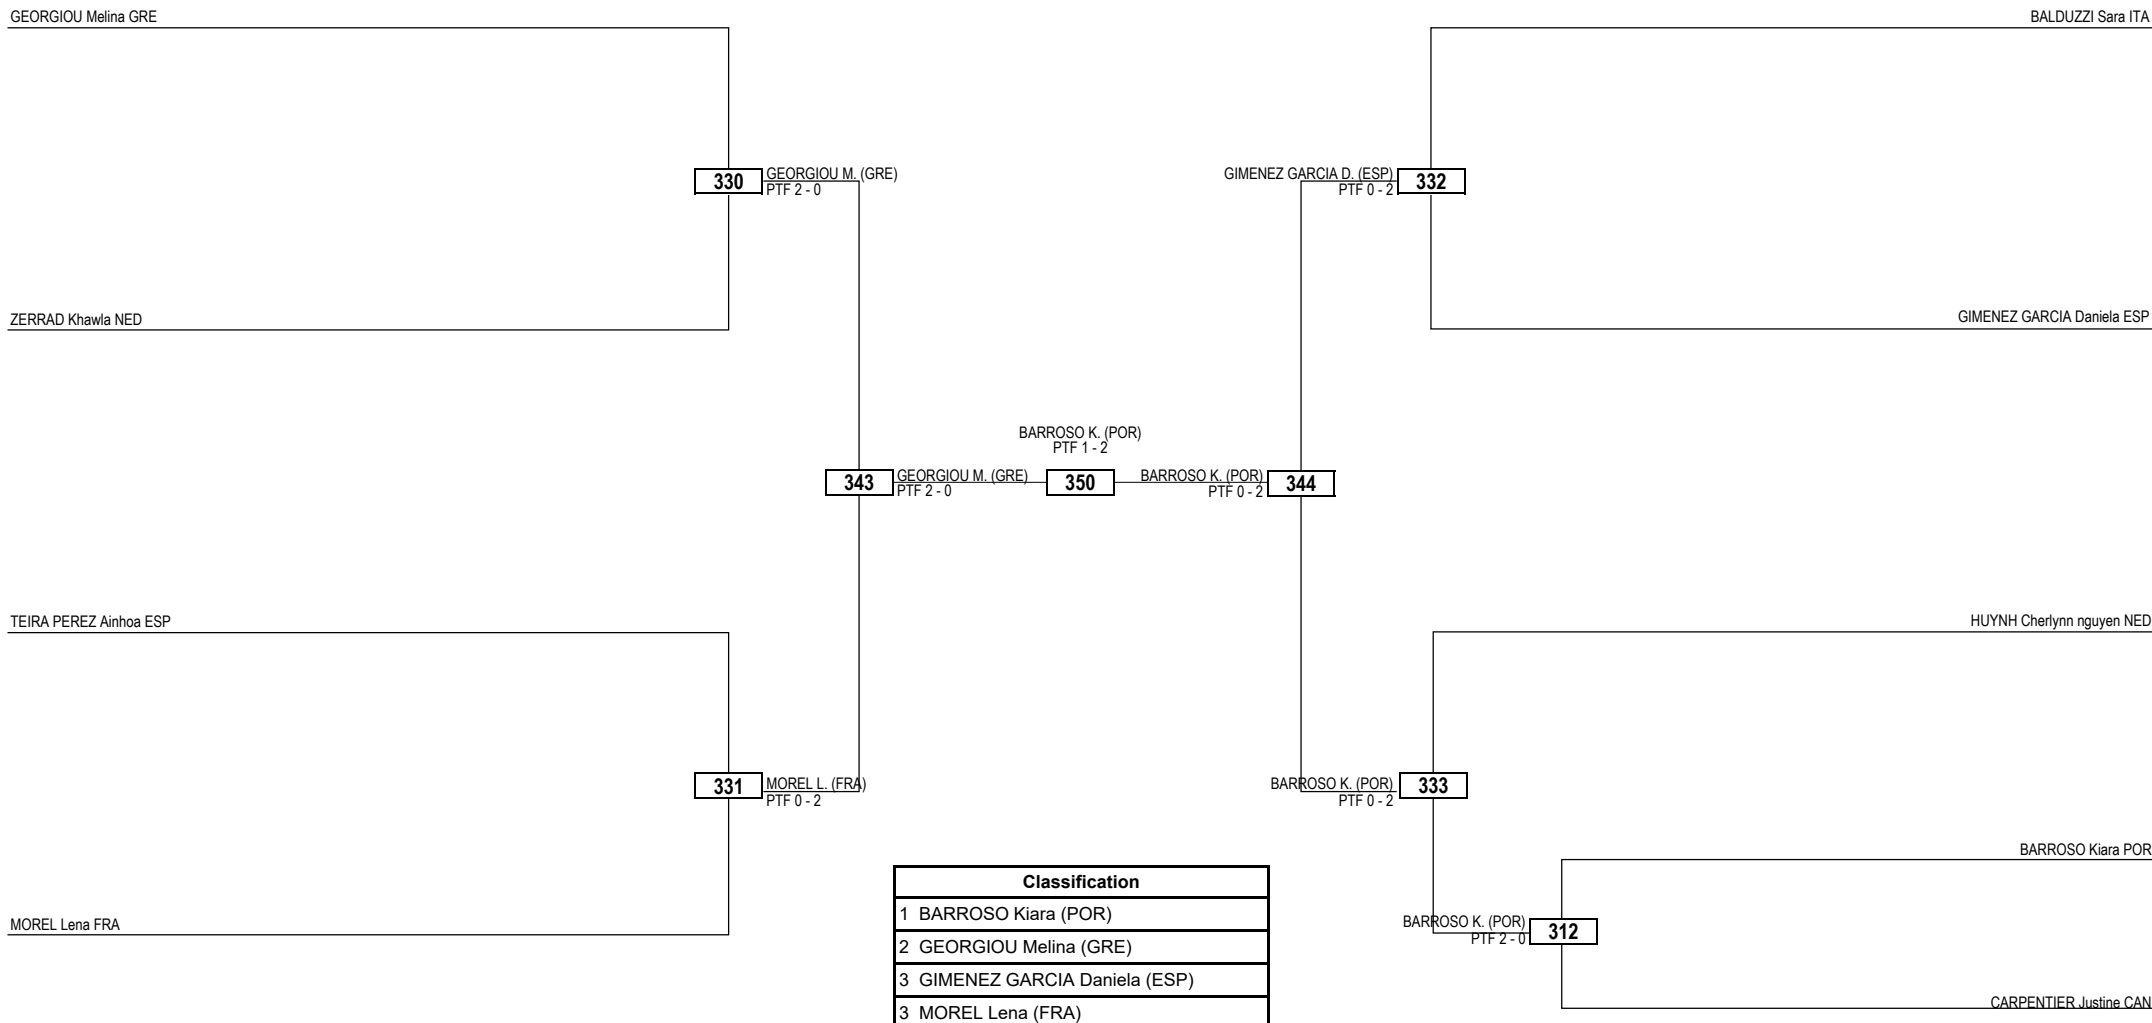 GEORGIOU Melina GRE
BALDUZZI Sara ITA
330
GEORGIOU M. (GRE)
PTF 2 - 0
GIMENEZ GARCIA D. (ESP)
PTF 0 - 2
332
ZERRAD Khawla NED
GIMENEZ GARCIA Daniela ESP
BARROSO K. (POR)
PTF 1 - 2
343
GEORGIOU M. (GRE)
PTF 2 - 0
350
BARROSO K. (POR)
PTF 0 - 2
344
TEIRA PEREZ Ainhoa ESP
HUYNH Cherlynn nguyen NED
331
MOREL L. (FRA)
PTF 0 - 2
BARROSO K. (POR)
PTF 0 - 2
333
BARROSO Kiara POR
MOREL Lena FRA
BARROSO K. (POR)
PTF 2 - 0
312
CARPENTIER Justine CAN
Classification
1 BARROSO Kiara (POR)
2 GEORGIOU Melina (GRE)
3 GIMENEZ GARCIA Daniela (ESP)
3 MOREL Lena (FRA)